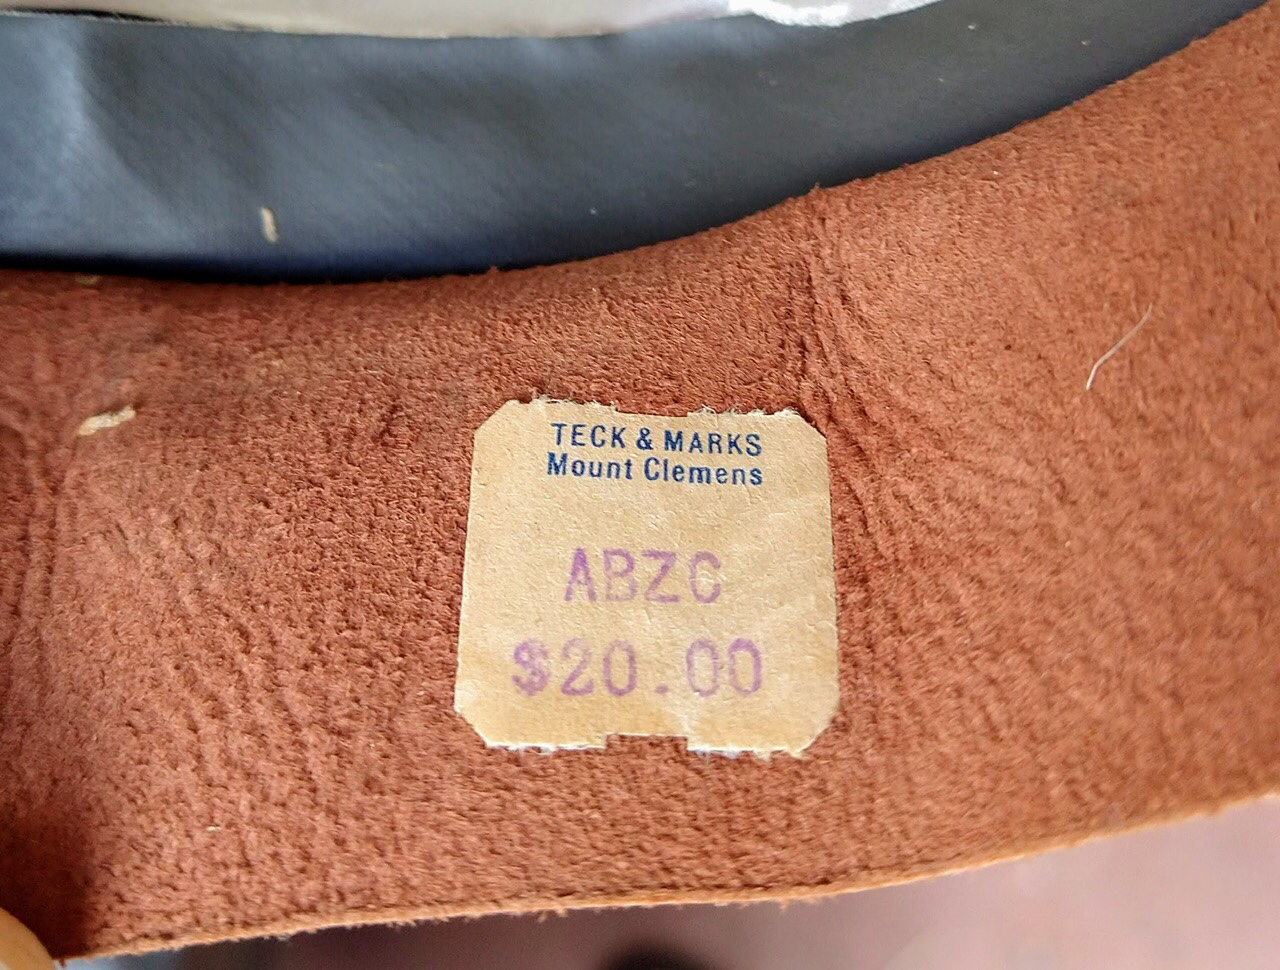 TECK & MARKS
Mount Clemens
ABZC
$20.00